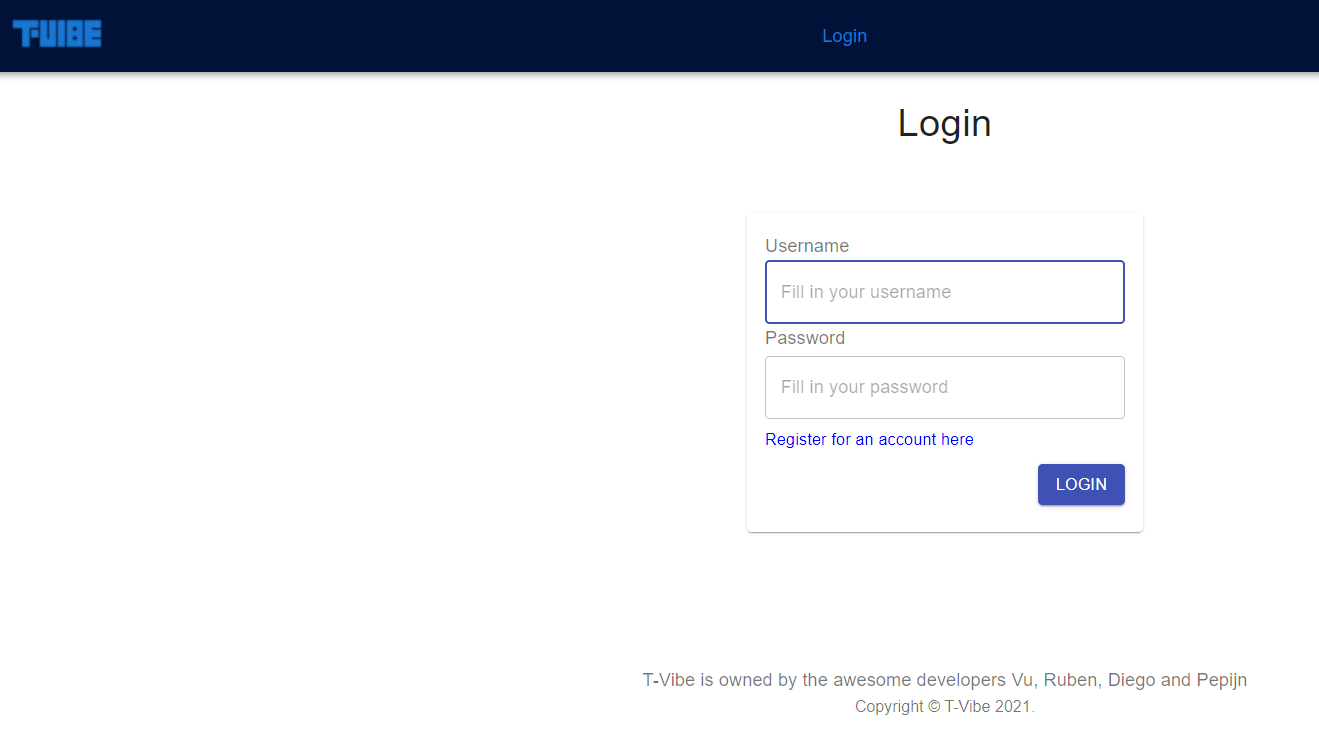 T-VIBE
Login
Login
Username
Fill in your username
Password
Fill in your password
Register for an account here
LOGIN
T-Vibe is owned by the awesome developers Vu, Ruben, Diego and Pepijn
Copyright © T-Vibe 2021.